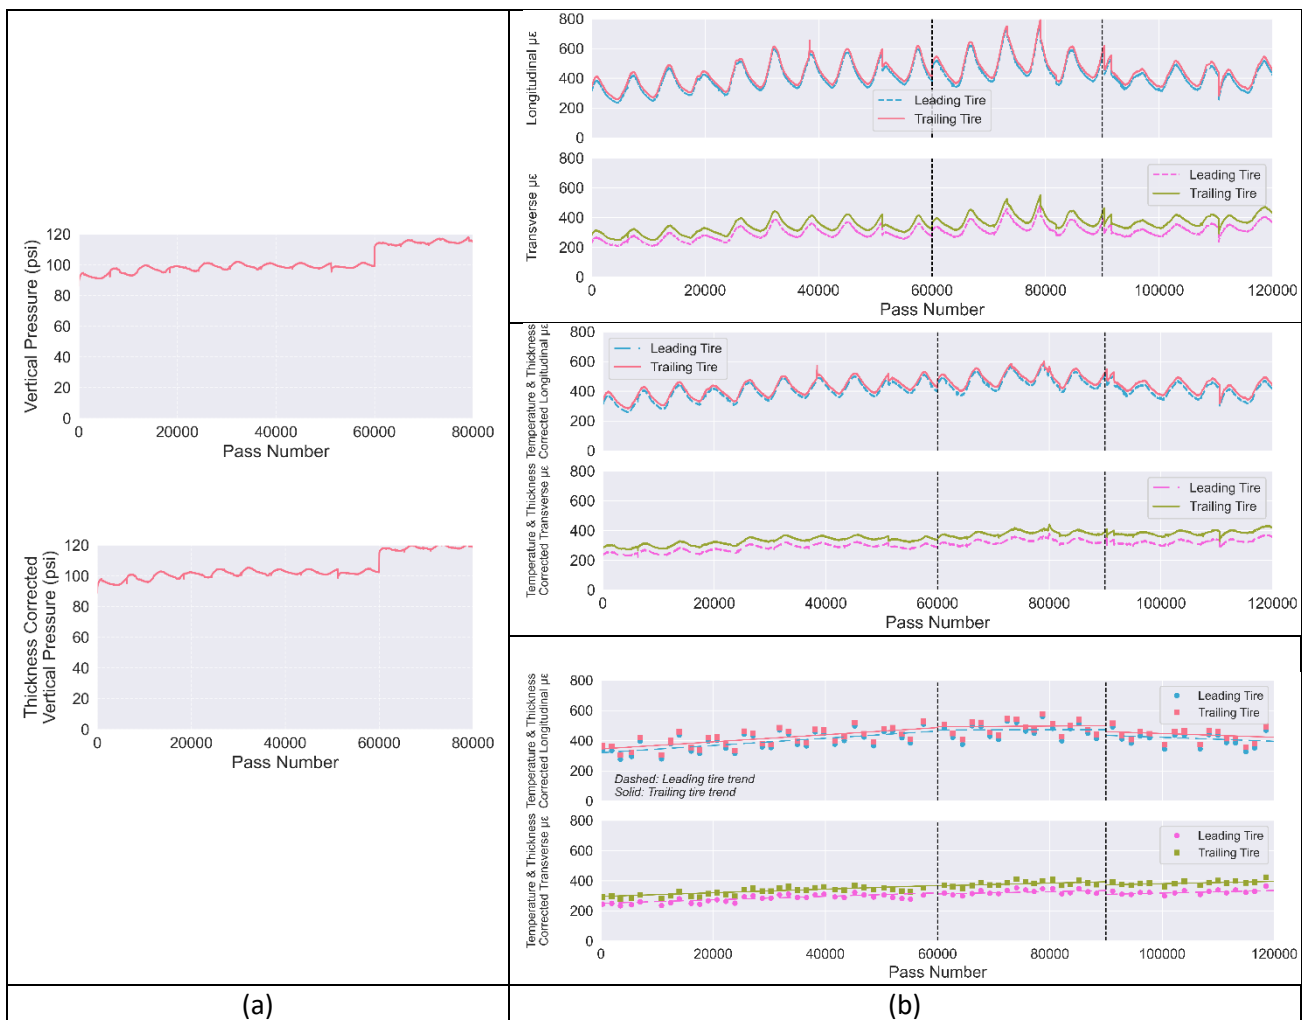 120
100
80
60
40
20
0
Vertical Pressure (psi)
0 20000 40000 60000 80000
Pass Number
120
100
80
60
40
20
0
Thickness Corrected
Vertical Pressure (psi)
0 20000 40000 60000 80000
Pass Number
(a)
800
600
400
200
0
Longitudinal με
Leading Tire
Trailing Tire
800
600
400
200
0
Transverse με
Leading Tire
Trailing Tire
0 20000 40000 60000 80000 100000 120000
Pass Number
800
600
400
200
0
Temperature & Thickness
Corrected Longitudinal με
Leading Tire
Trailing Tire
800
600
400
200
0
Temperature & Thickness
Corrected Transverse με
Leading Tire
Trailing Tire
0 20000 40000 60000 80000 100000 120000
Pass Number
800
600
400
200
0
Temperature & Thickness
Corrected Longitudinal με
Leading Tire
Trailing Tire
Dashed: Leading tire trend
Solid: Trailing tire trend
800
600
400
200
0
Temperature & Thickness
Corrected Transverse με
Leading Tire
Trailing Tire
0 20000 40000 60000 80000 100000 120000
Pass Number
(b)